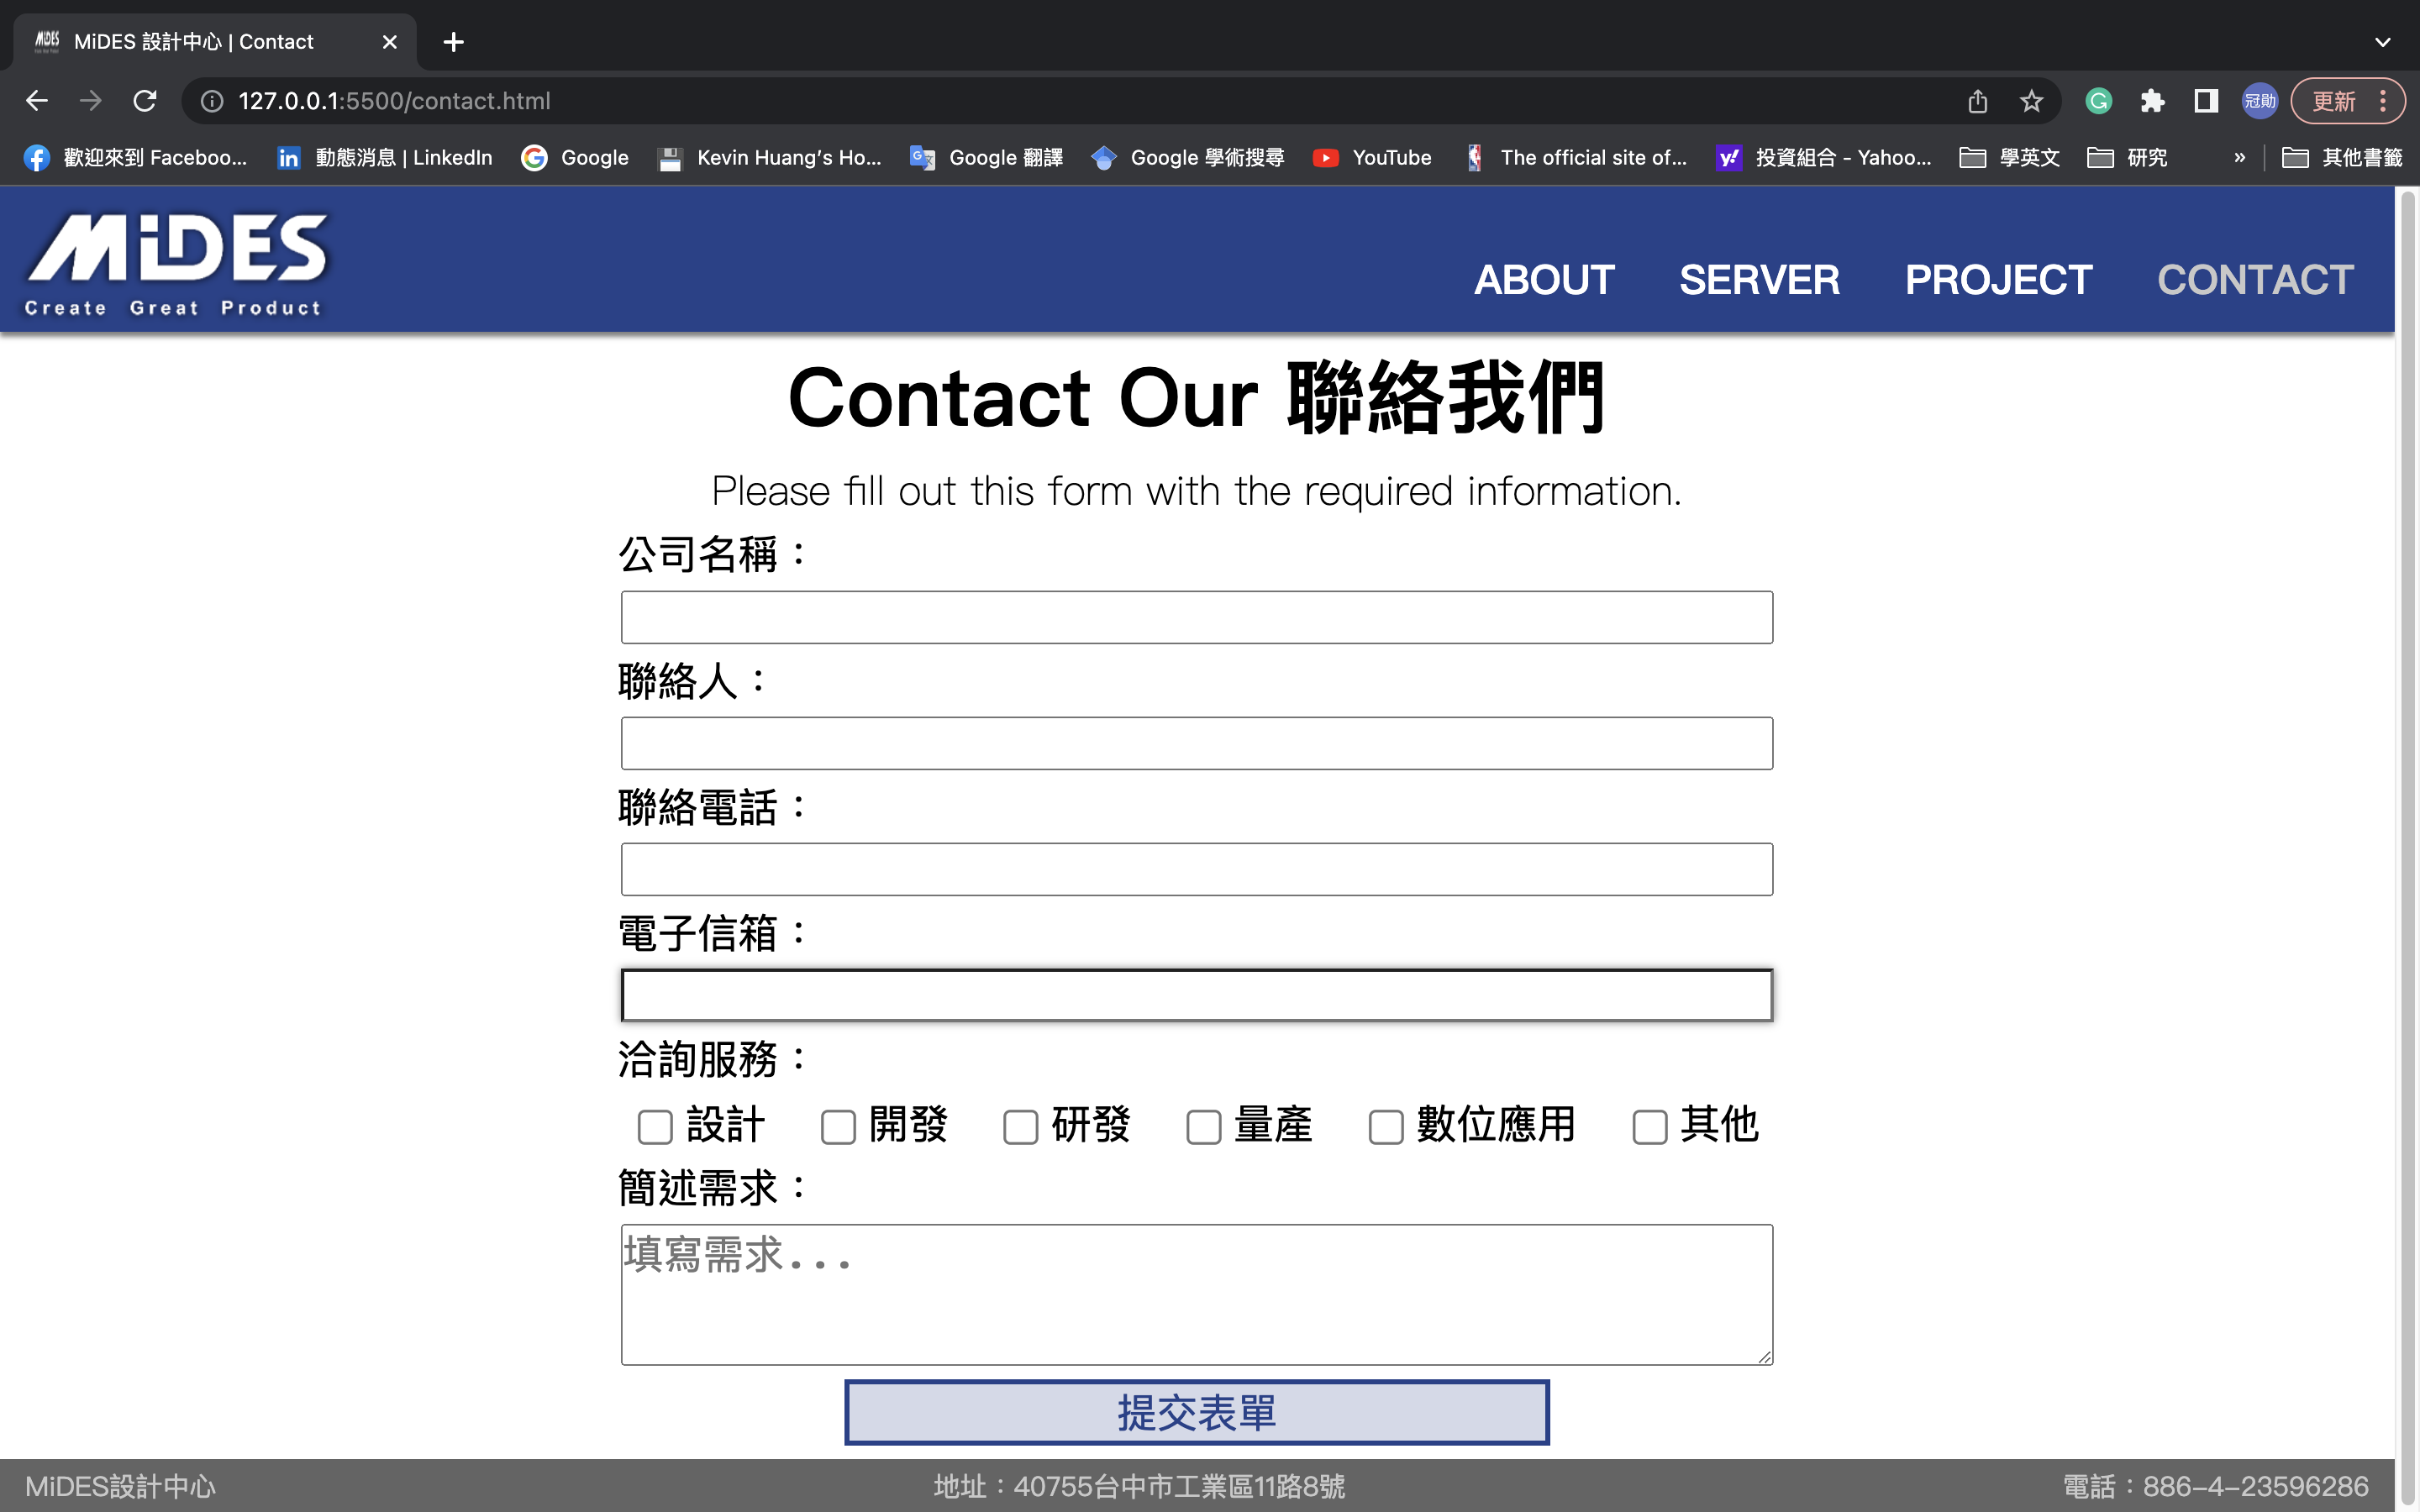 MiDES 設計中心 | Contact
127.0.0.1:5500/contact.html
更新
冠勛
歡迎來到 Faceboo...
動態消息 | LinkedIn
Google
Kevin Huang's Ho...
Google 翻譯
Google 學術搜尋
YouTube
The official site of...
投資組合 - Yahoo...
學英文
研究
»
其他書籤
MiDES
Create Great Product
ABOUT
SERVER
PROJECT
CONTACT
Contact Our 聯絡我們
Please fill out this form with the required information.
公司名稱：
聯絡人：
聯絡電話：
電子信箱：
洽詢服務：
設計 開發 研發 量產 數位應用 其他
簡述需求：
填寫需求...
提交表單
MiDES設計中心
地址：40755台中市工業區11路8號
電話：886-4-23596286